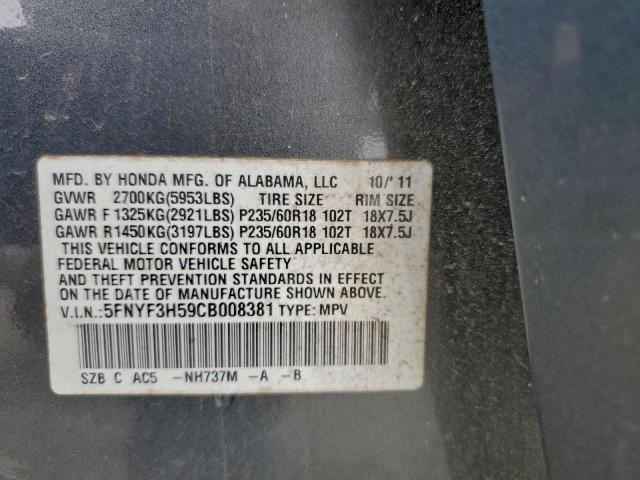 MFD. BY HONDA MFG. OF ALABAMA, LLC 10/'11
GVWR 2700KG(5953LBS) TIRE SIZE RIM SIZE
GAWR F 1325KG(2921LBS) P235/60R18 102T 18X7.5J
GAWR R1450KG(3197LBS) P235/60R18 102T 18X7.5J
THIS VEHICLE CONFORMS TO ALL APPLICABLE
FEDERAL MOTOR VEHICLE SAFETY
AND THEFT PREVENTION STANDARDS IN EFFECT
ON THE DATE OF MANUFACTURE SHOWN ABOVE.
V.I.N.: 5FNYF3H59CB008381 TYPE: MPV
SZB C AC5 -NH737M -A -B